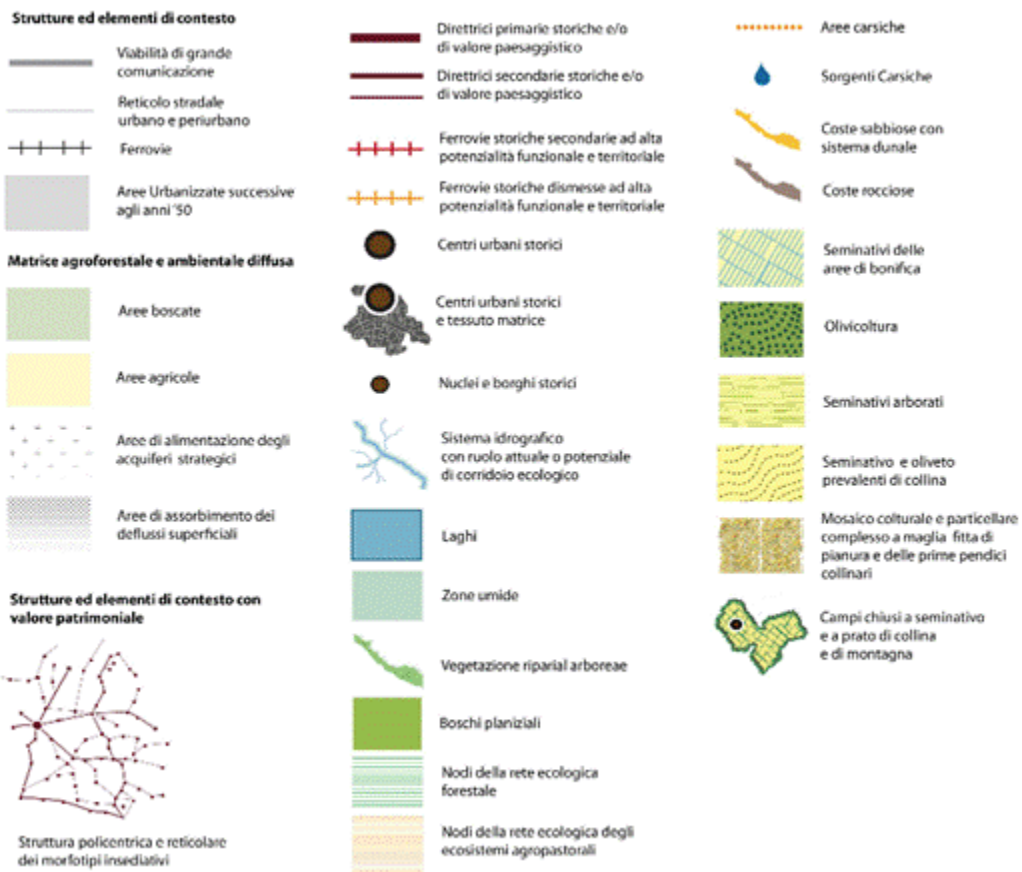 Strutture ed elementi di contesto
Viabilità di grande
comunicazione
Reticolo stradale
urbano e periurbano
Ferrovie
Aree Urbanizzate successive
agli anni '50
Matrice agroforestale e ambientale diffusa
Aree boscate
Aree agricole
Aree di alimentazione degli
acquiferi strategici
Aree di assorbimento dei
deflussi superficiali
Strutture ed elementi di contesto con
valore patrimoniale
Struttura policentrica e reticolare
dei morfotipi insediativi
Direttrici primarie storiche e/o
di valore paesaggistico
Direttrici secondarie storiche e/o
di valore paesaggistico
Ferrovie storiche secondarie ad alta
potenzialità funzionale e territoriale
Ferrovie storiche dismesse ad alta
potenzialità funzionale e territoriale
Centri urbani storici
Centri urbani storici
e tessuto matrice
Nuclei e borghi storici
Sistema idrografico
con ruolo attuale o potenziale
di corridoio ecologico
Laghi
Zone umide
Vegetazione riparial arboreae
Boschi planiziali
Nodi della rete ecologica
forestale
Nodi della rete ecologica degli
ecosistemi agropastorali
Aree carsiche
Sorgenti Carsiche
Coste sabbiose con
sistema dunale
Coste rocciose
Seminativi delle
aree di bonifica
Olivicoltura
Seminativi arborati
Seminativo e oliveto
prevalenti di collina
Mosaico colturale e particellare
complesso a maglia fitta di
pianura e delle prime pendici
collinari
Campi chiusi a seminativo
e a prato di collina
e di montagna